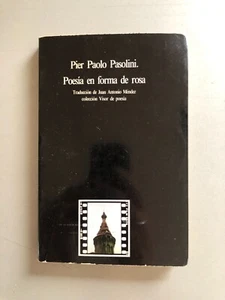 Pier Paolo Pasolini.
Poesía en forma de rosa
Traducción de Juan Antonio Méndez
colección Visor de poesía